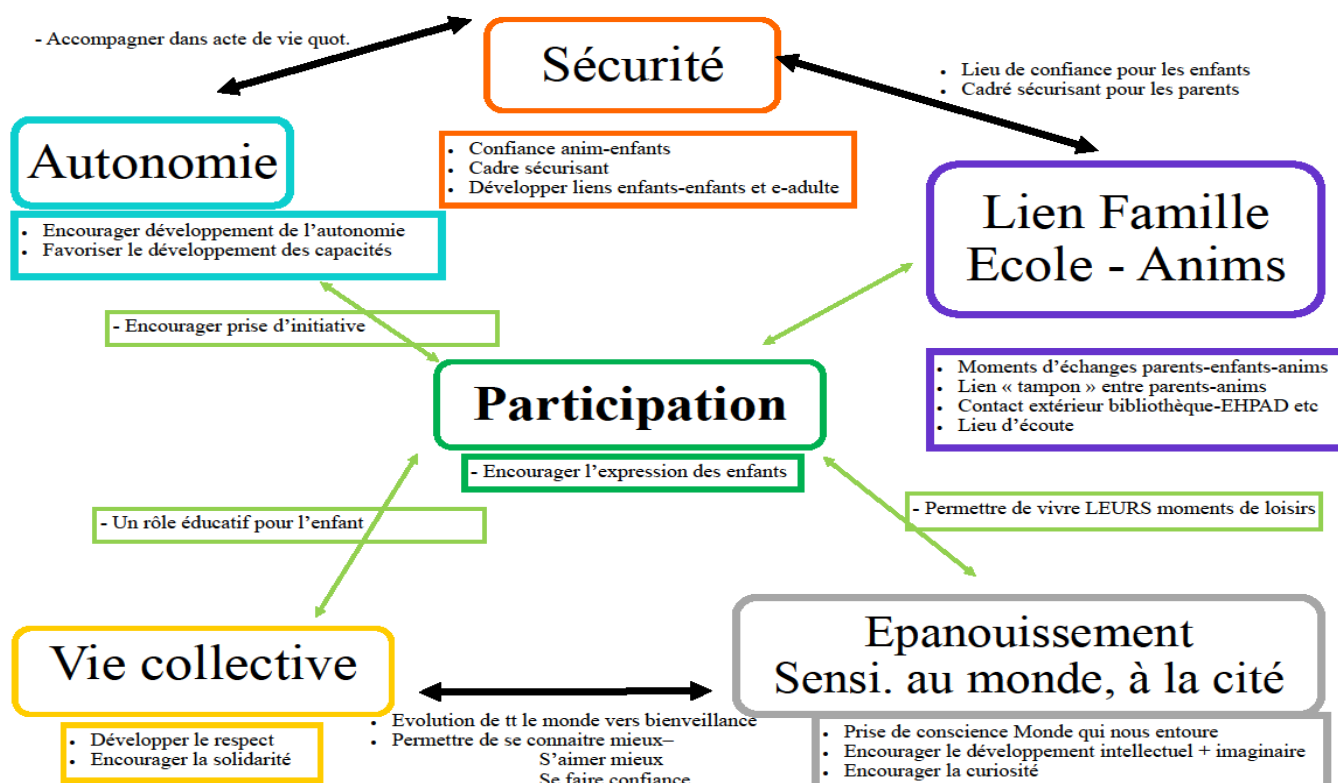 - Accompagner dans acte de vie quot.
Sécurité
• Lieu de confiance pour les enfants
• Cadré sécurisant pour les parents
Autonomie
• Confiance anim-enfants
• Cadre sécurisant
• Développer liens enfants-enfants et e-adulte
• Encourager développement de l’autonomie
• Favoriser le développement des capacités
Lien Famille
Ecole - Anims
- Encourager prise d’initiative
• Moments d’échanges parents-enfants-anims
• Lien « tampon » entre parents-anims
• Contact extérieur bibliothèque-EHPAD etc
• Lieu d’écoute
Participation
- Encourager l’expression des enfants
- Un rôle éducatif pour l’enfant
- Permettre de vivre LEURS moments de loisirs
Vie collective
• Développer le respect
• Encourager la solidarité
• Evolution de tt le monde vers bienveillance
• Permettre de se connaitre mieux–
S’aimer mieux
Se faire confiance
Epanouissement
Sensi. au monde, à la cité
• Prise de conscience Monde qui nous entoure
• Encourager le développement intellectuel + imaginaire
• Encourager la curiosité